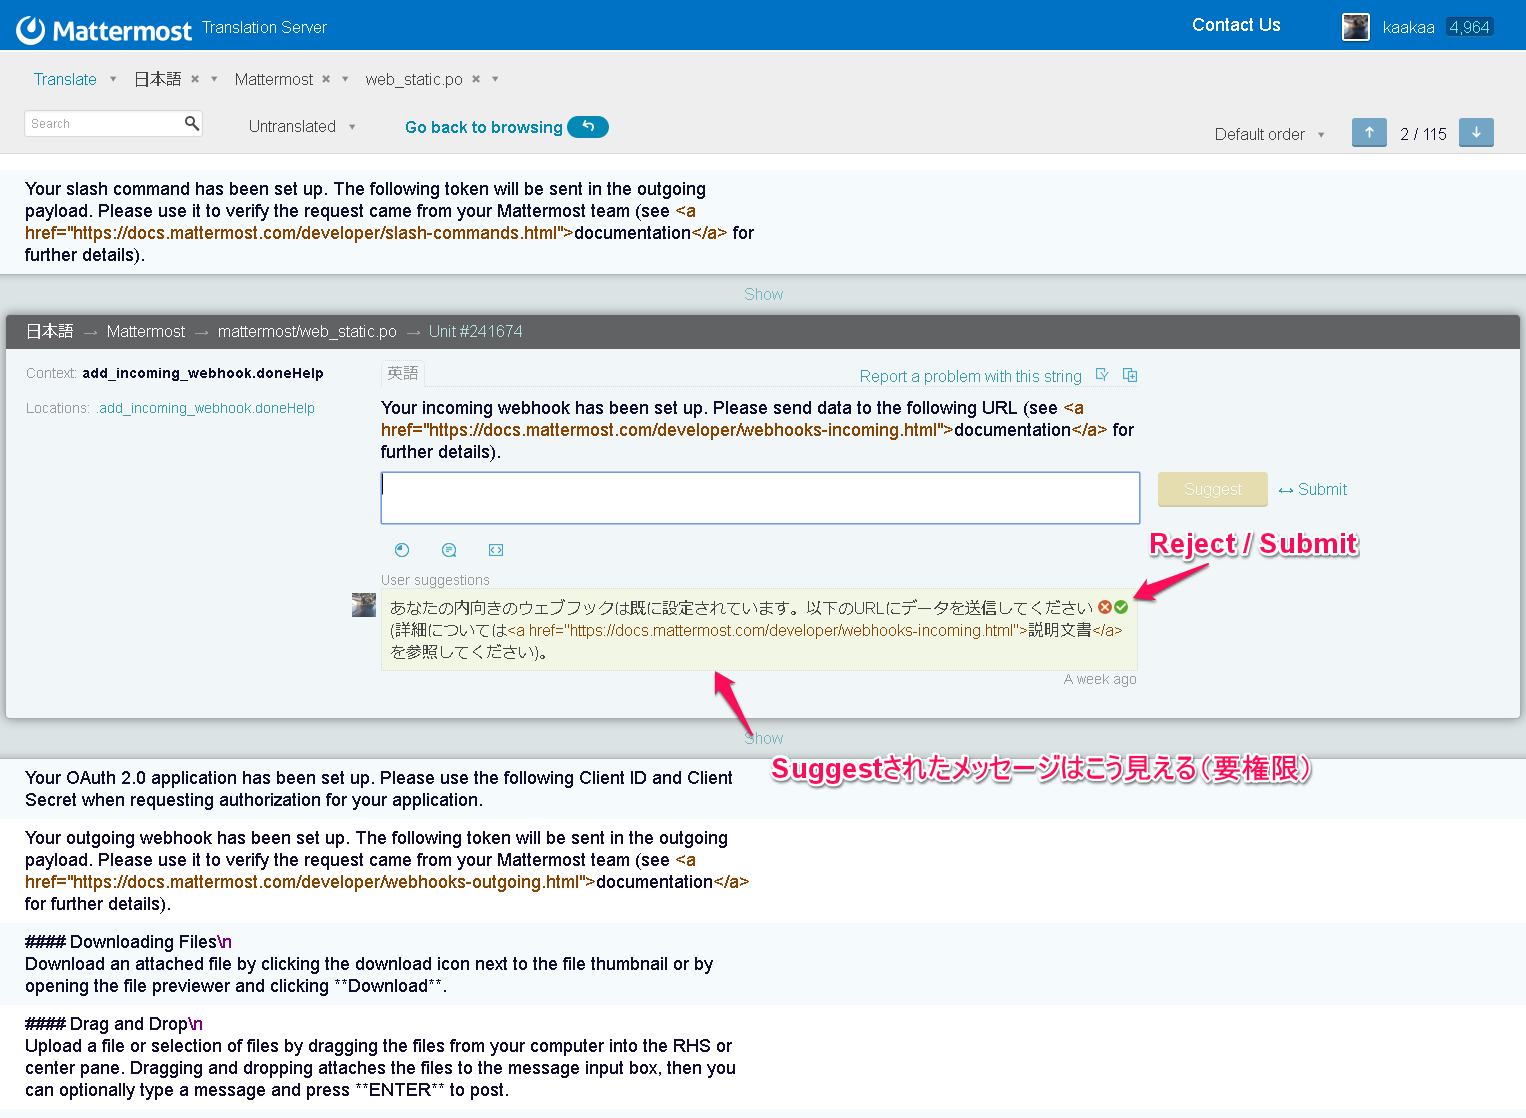 Mattermost Translation Server Contact Us kaakaa 4,964
Translate 日本語 Mattermost web_static.po
Search Untranslated Go back to browsing Default order 2 / 115
Your slash command has been set up. The following token will be sent in the outgoing
payload. Please use it to verify the request came from your Mattermost team (see <a
href="https://docs.mattermost.com/developer/slash-commands.html">documentation</a> for
further details).
Show
日本語 → Mattermost → mattermost/web_static.po → Unit #241674
Context: add_incoming_webhook.doneHelp
Locations: .add_incoming_webhook.doneHelp
英語
Report a problem with this string
Your incoming webhook has been set up. Please send data to the following URL (see <a
href="https://docs.mattermost.com/developer/webhooks-incoming.html">documentation</a> for
further details).
Suggest ↔ Submit
Reject / Submit
User suggestions
あなたの内向きのウェブフックは既に設定されています。以下のURLにデータを送信してください
(詳細については<a href="https://docs.mattermost.com/developer/webhooks-incoming.html">説明文書</a>
を参照してください)。
A week ago
Show
Suggestされたメッセージはこう見える（要権限）
Your OAuth 2.0 application has been set up. Please use the following Client ID and Client
Secret when requesting authorization for your application.
Your outgoing webhook has been set up. The following token will be sent in the outgoing
payload. Please use it to verify the request came from your Mattermost team (see <a
href="https://docs.mattermost.com/developer/webhooks-outgoing.html">documentation</a>
for further details).
#### Downloading Files\n
Download an attached file by clicking the download icon next to the file thumbnail or by
opening the file previewer and clicking **Download**.
#### Drag and Drop\n
Upload a file or selection of files by dragging the files from your computer into the RHS or
center pane. Dragging and dropping attaches the files to the message input box, then you
can optionally type a message and press **ENTER** to post.